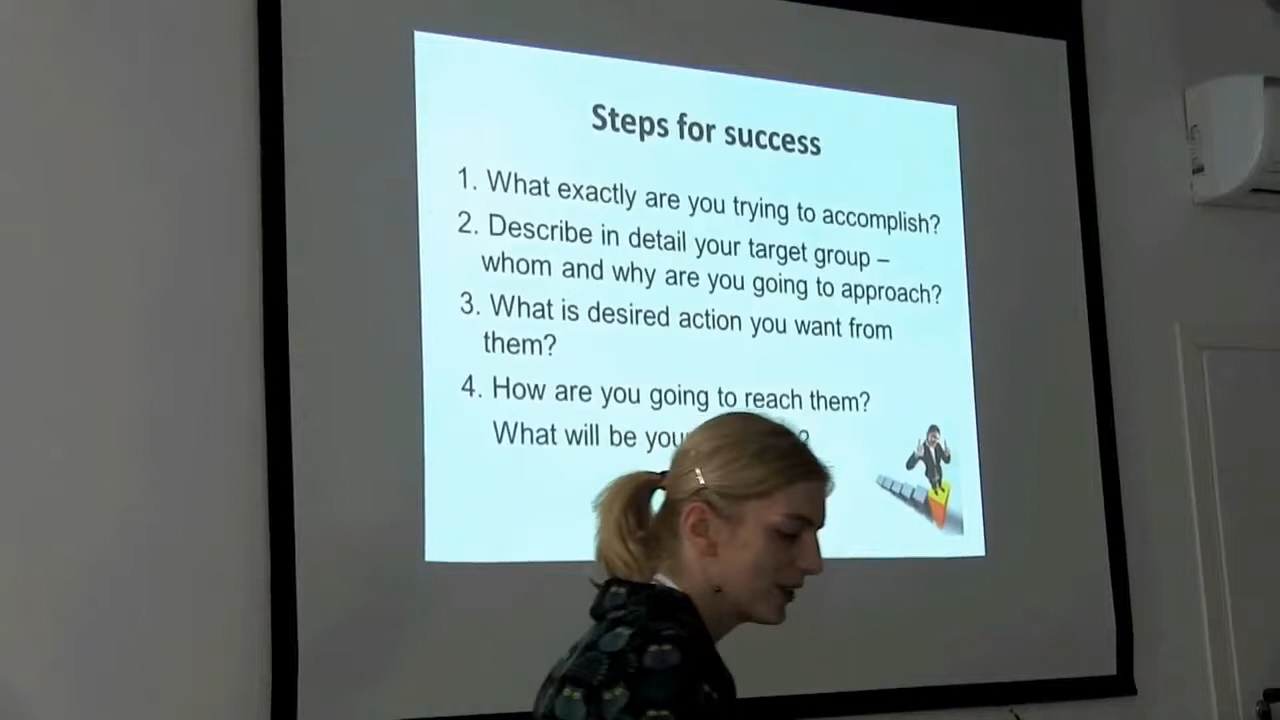 Steps for success
1. What exactly are you trying to accomplish?
2. Describe in detail your target group –
whom and why are you going to approach?
3. What is desired action you want from
them?
4. How are you going to reach them?
What will be ?